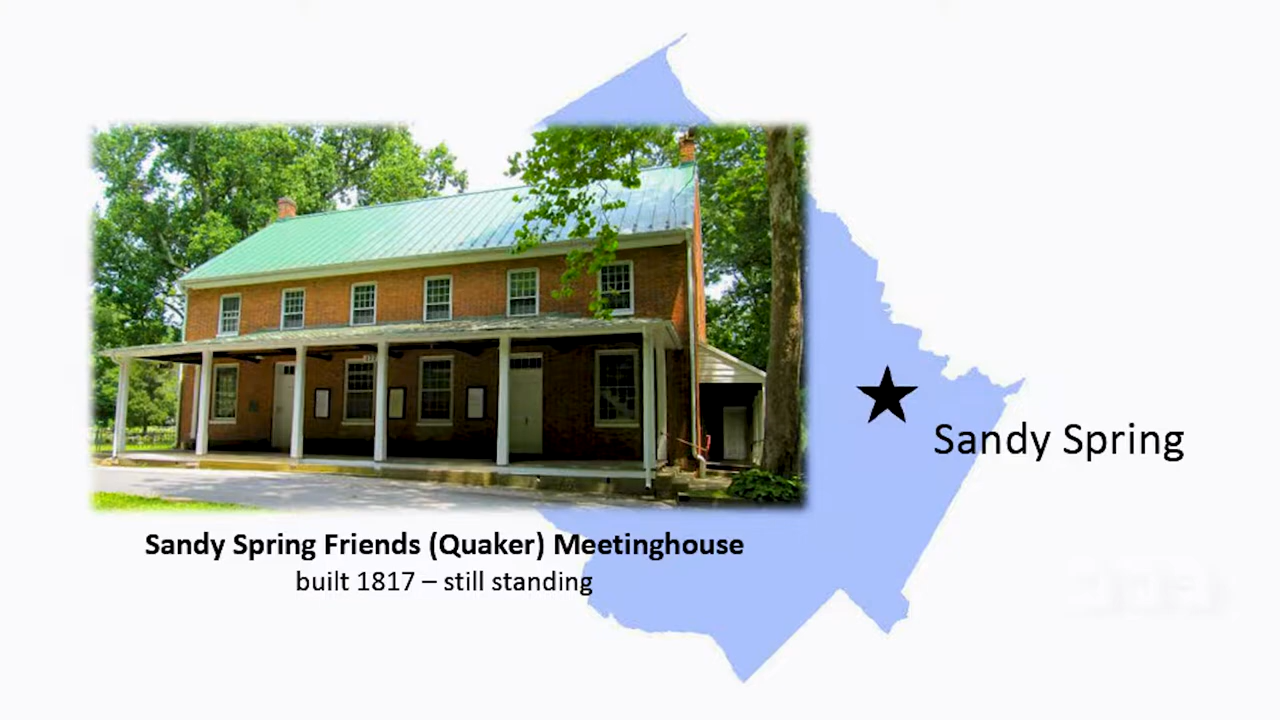 Sandy Spring
Sandy Spring Friends (Quaker) Meetinghouse
built 1817 – still standing